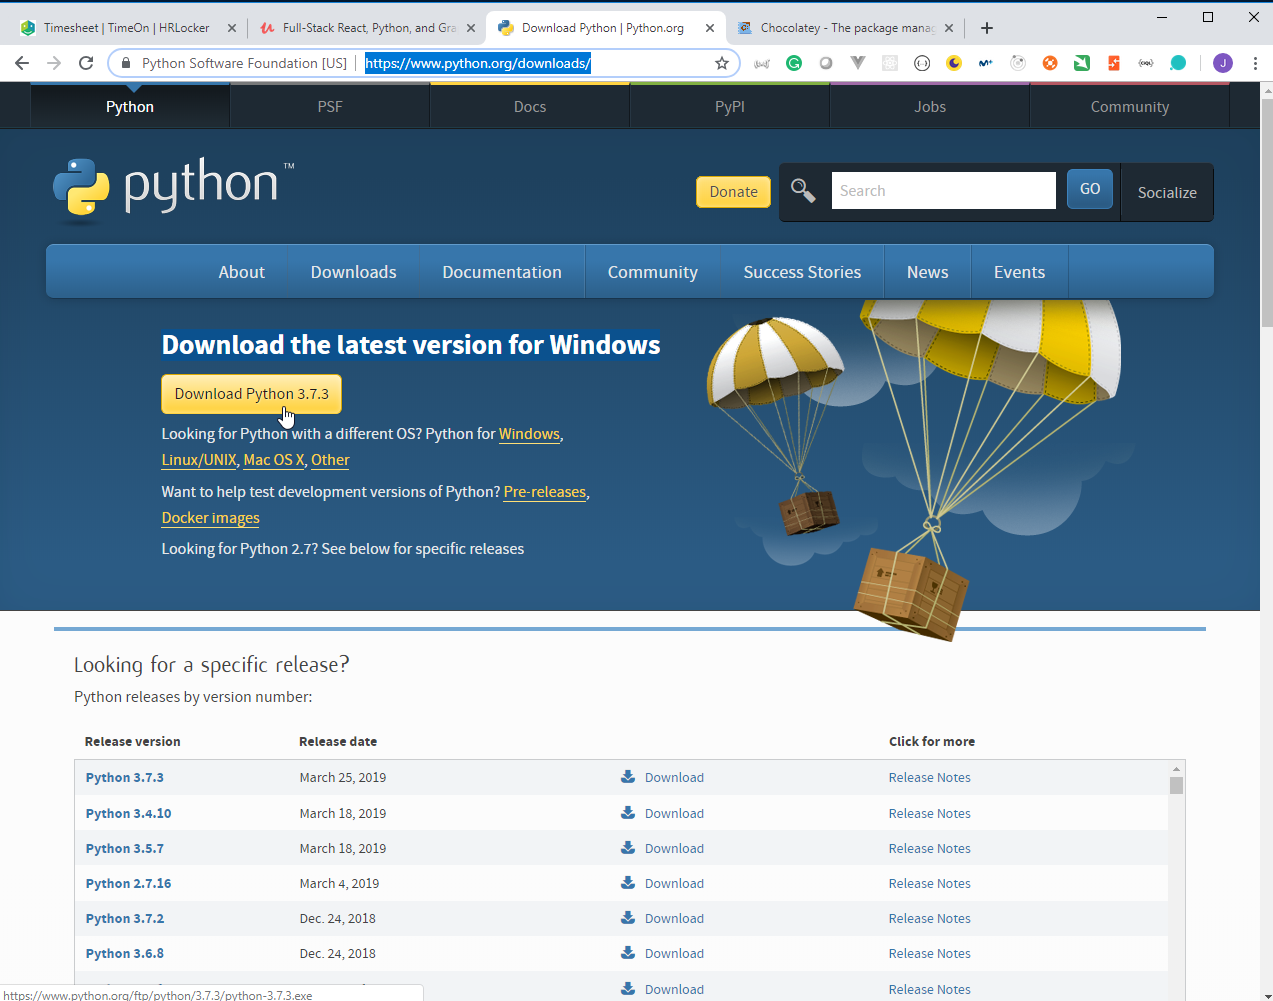 Timesheet | TimeOn | HRLocker
Full-Stack React, Python, and Gra
Download Python | Python.org
Chocolatey - The package manag
Python Software Foundation [US]
https://www.python.org/downloads/
J
Python
PSF
Docs
PyPI
Jobs
Community
python™
Donate
Search
GO
Socialize
About
Downloads
Documentation
Community
Success Stories
News
Events
Download the latest version for Windows
Download Python 3.7.3
Looking for Python with a different OS? Python for Windows,
Linux/UNIX, Mac OS X, Other
Want to help test development versions of Python? Pre-releases,
Docker images
Looking for Python 2.7? See below for specific releases
Looking for a specific release?
Python releases by version number:
Release version Release date Click for more
Python 3.7.3 March 25, 2019 Download Release Notes
Python 3.4.10 March 18, 2019 Download Release Notes
Python 3.5.7 March 18, 2019 Download Release Notes
Python 2.7.16 March 4, 2019 Download Release Notes
Python 3.7.2 Dec. 24, 2018 Download Release Notes
Python 3.6.8 Dec. 24, 2018 Download Release Notes
Download Release Notes
https://www.python.org/ftp/python/3.7.3/python-3.7.3.exe